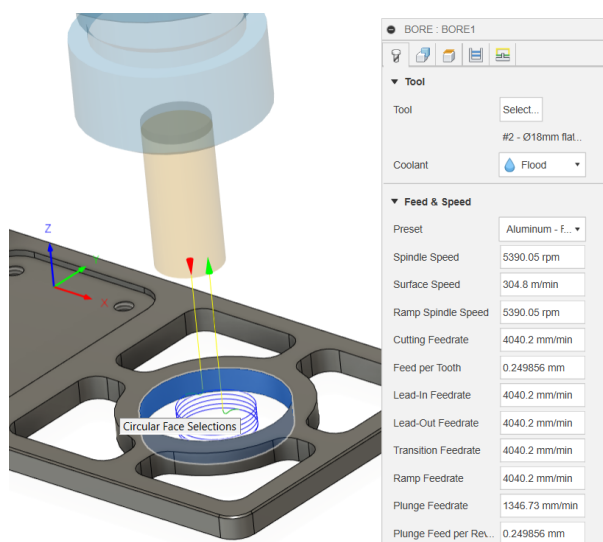 BORE : BORE1
Tool
Tool Select...
#2 - Ø18mm flat...
Coolant Flood
Feed & Speed
Preset Aluminum - F...
Spindle Speed 5390.05 rpm
Surface Speed 304.8 m/min
Ramp Spindle Speed 5390.05 rpm
Cutting Feedrate 4040.2 mm/min
Feed per Tooth 0.249856 mm
Lead-In Feedrate 4040.2 mm/min
Lead-Out Feedrate 4040.2 mm/min
Transition Feedrate 4040.2 mm/min
Ramp Feedrate 4040.2 mm/min
Plunge Feedrate 1346.73 mm/min
Plunge Feed per Rev... 0.249856 mm
Z
X
Circular Face Selections